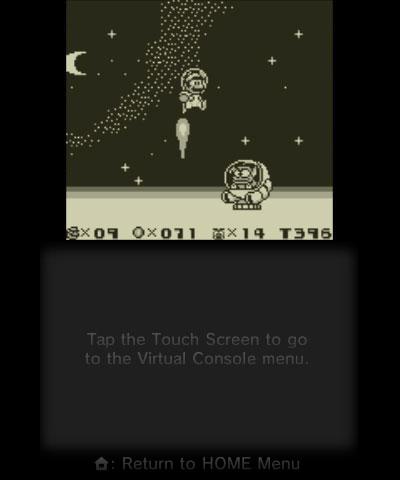 ×09 ×071 ×14 T396
Tap the Touch Screen to go
to the Virtual Console menu.
: Return to HOME Menu